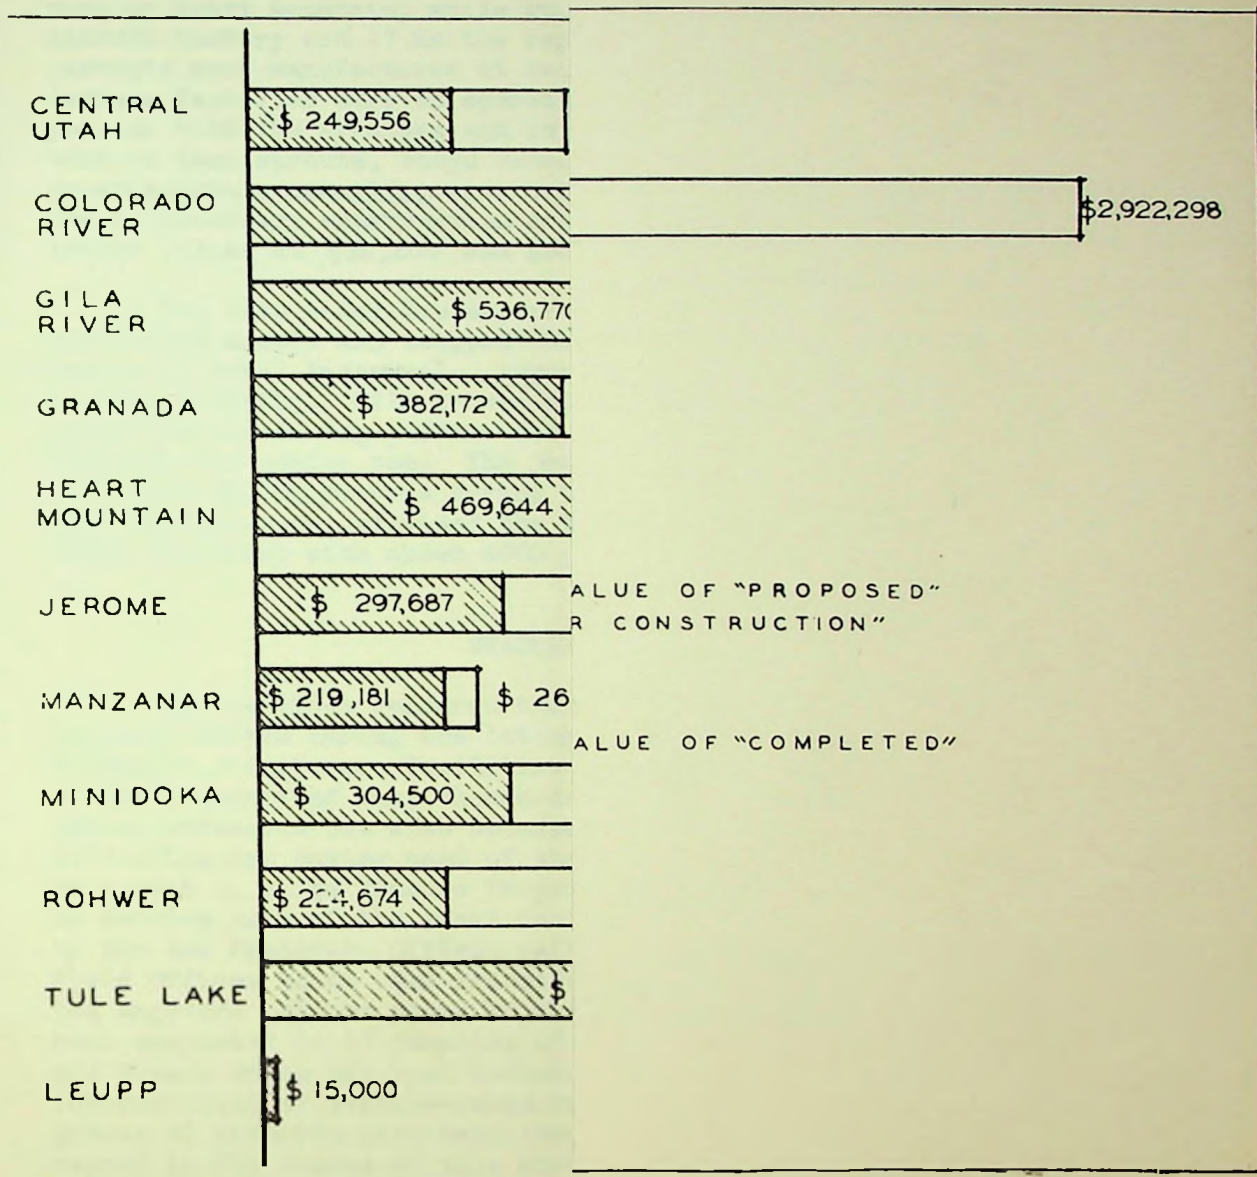 CENTRAL
UTAH
$ 249,556
COLORADO
RIVER
$2,922,298
GILA
RIVER
$ 536,770
GRANADA
$ 382,172
HEART
MOUNTAIN
$ 469,644
JEROME
$ 297,687
ALUE OF "PROPOSED"
R CONSTRUCTION"
MANZANAR
$ 219,181
$ 26
ALUE OF "COMPLETED"
MINIDOKA
$ 304,500
ROHWER
TULE LAKE
$
LEUPP
$ 15,000